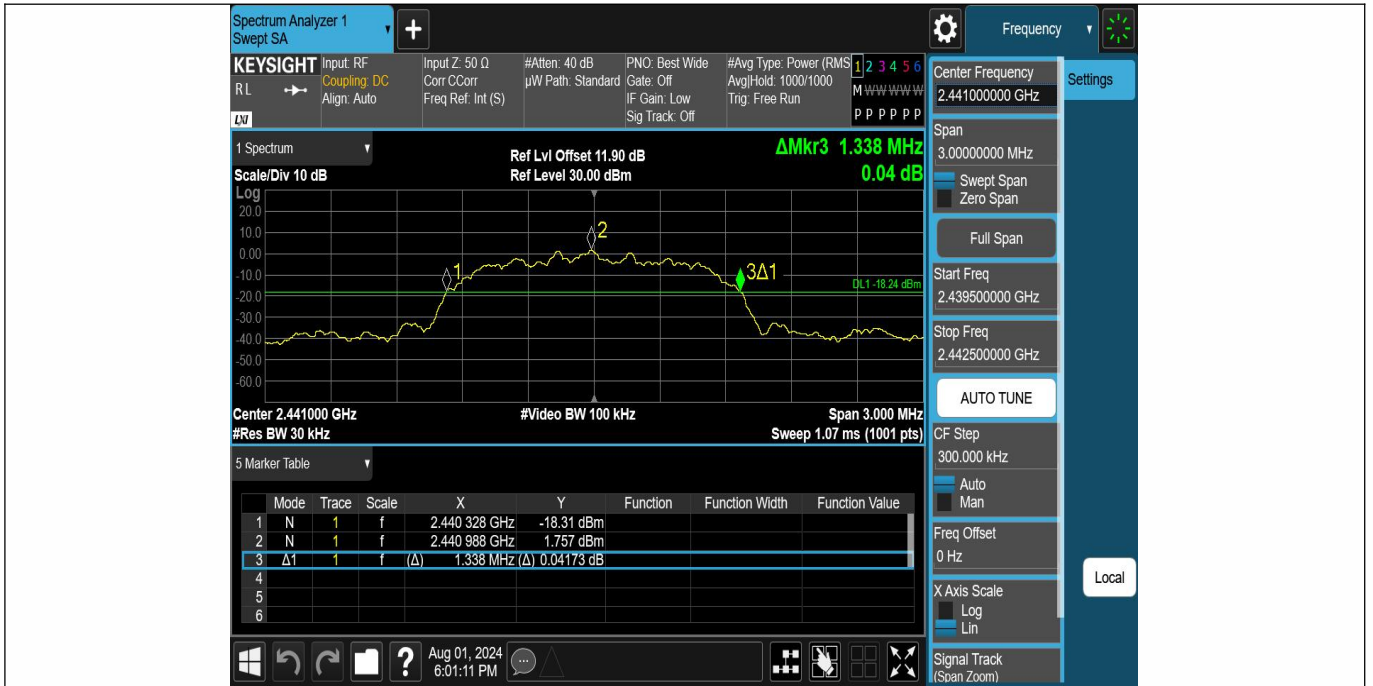 Spectrum Analyzer 1
Swept SA
+
Frequency
KEYSIGHT
RL
LXI
Input: RF
Coupling: DC
Align: Auto
Input Z: 50 Ω
Corr CCorr
Freq Ref: Int (S)
#Atten: 40 dB
µW Path: Standard
PNO: Best Wide
Gate: Off
IF Gain: Low
Sig Track: Off
#Avg Type: Power (RMS
Avg|Hold: 1000/1000
Trig: Free Run
1 2 3 4 5 6
M W W W W W
P P P P P P
1 Spectrum
Scale/Div 10 dB
Ref Lvl Offset 11.90 dB
Ref Level 30.00 dBm
ΔMkr3 1.338 MHz
0.04 dB
Log
20.0
10.0
0.00
-10.0
-20.0
-30.0
-40.0
-50.0
-60.0
1
2
3Δ1
DL1 -18.24 dBm
Center 2.441000 GHz
#Video BW 100 kHz
Span 3.000 MHz
#Res BW 30 kHz
Sweep 1.07 ms (1001 pts)
5 Marker Table
Mode Trace Scale X Y Function Function Width Function Value
1 N 1 f 2.440 328 GHz -18.31 dBm
2 N 1 f 2.440 988 GHz 1.757 dBm
3 Δ1 1 f (Δ) 1.338 MHz (Δ) 0.04173 dB
4
5
6
?
Aug 01, 2024
6:01:11 PM
Center Frequency
2.441000000 GHz
Span
3.00000000 MHz
Swept Span
Zero Span
Full Span
Start Freq
2.439500000 GHz
Stop Freq
2.442500000 GHz
AUTO TUNE
CF Step
300.000 kHz
Auto
Man
Freq Offset
0 Hz
X Axis Scale
Log
Lin
Signal Track
(Span Zoom)
Settings
Local